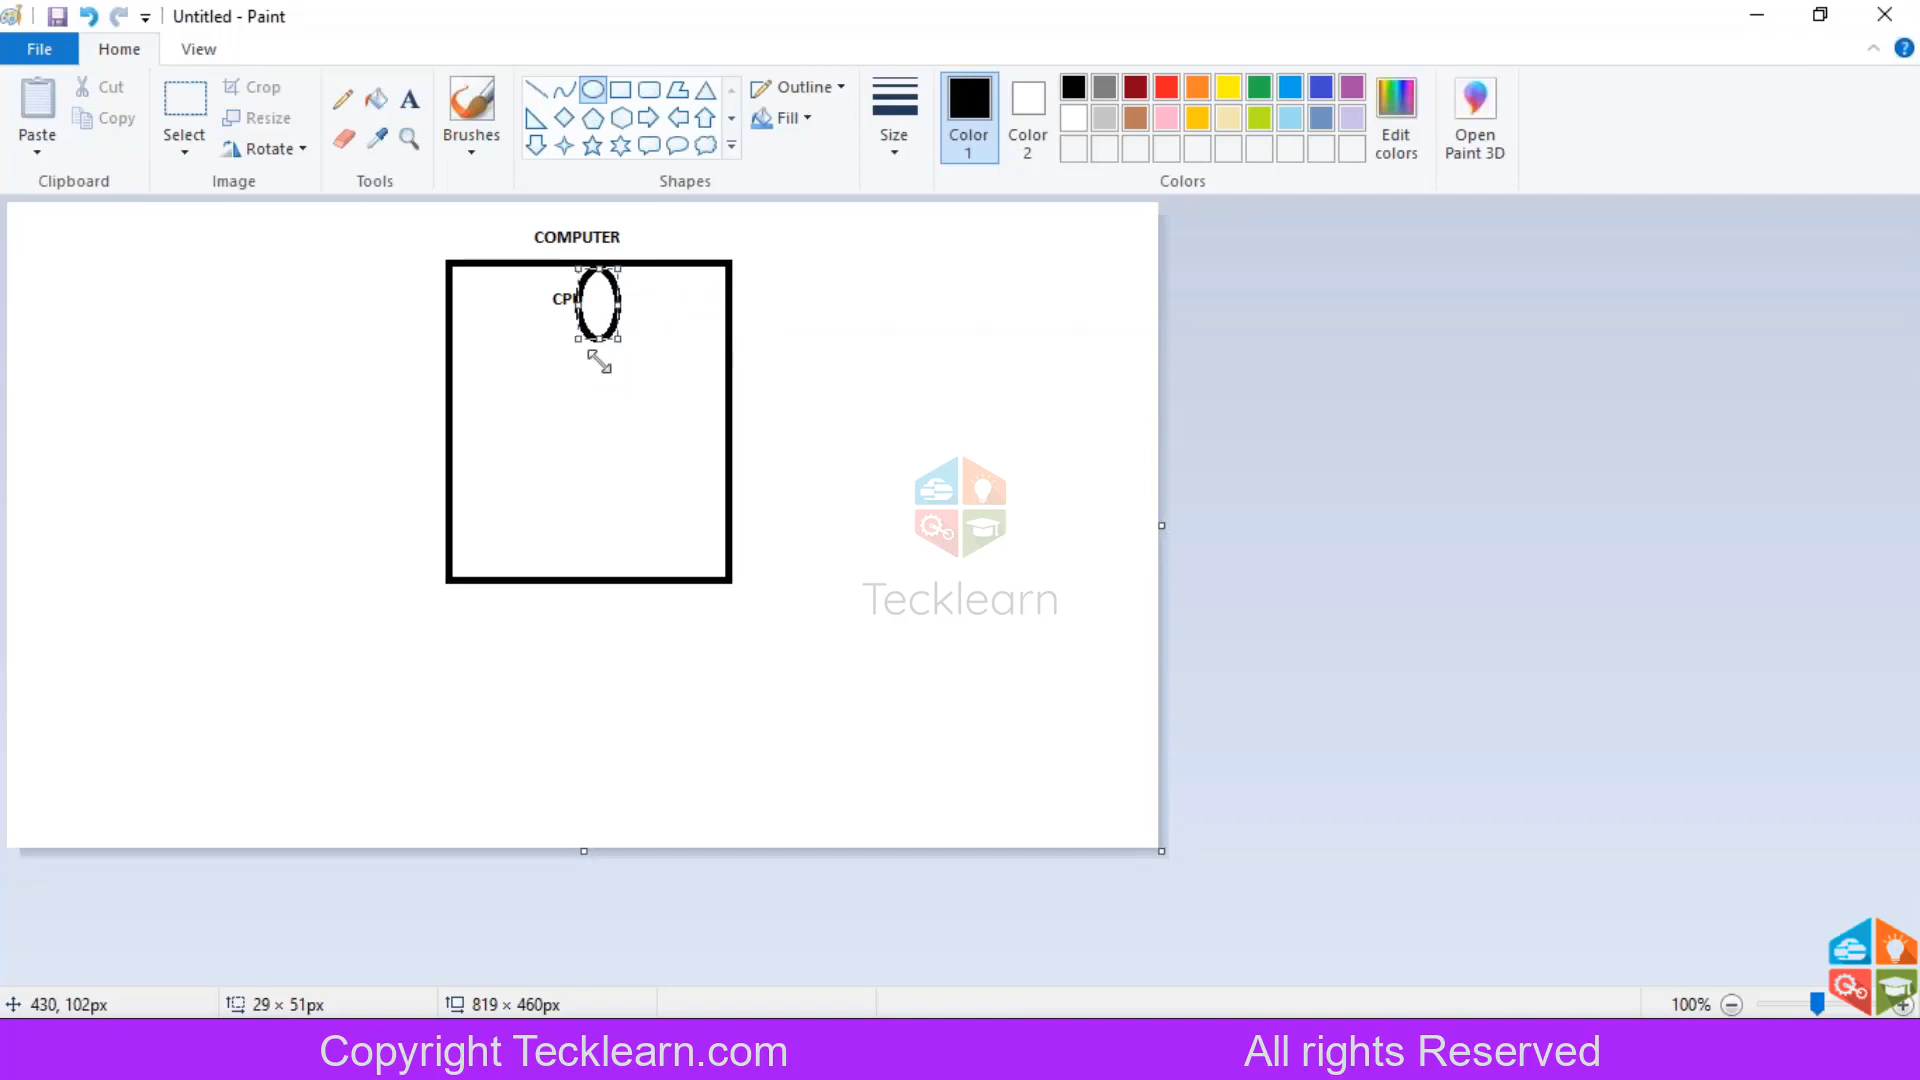 Untitled - Paint
File Home View
Paste
Cut
Copy
Clipboard
Select
Crop
Resize
Rotate
Image
A
Tools
Brushes
Shapes
Outline
Fill
Size
Color 1
Color 2
Edit colors
Colors
Open Paint 3D
COMPUTER
CPU
Tecklearn
430, 102px
29 × 51px
819 × 460px
100%
Copyright Tecklearn.com
All rights Reserved